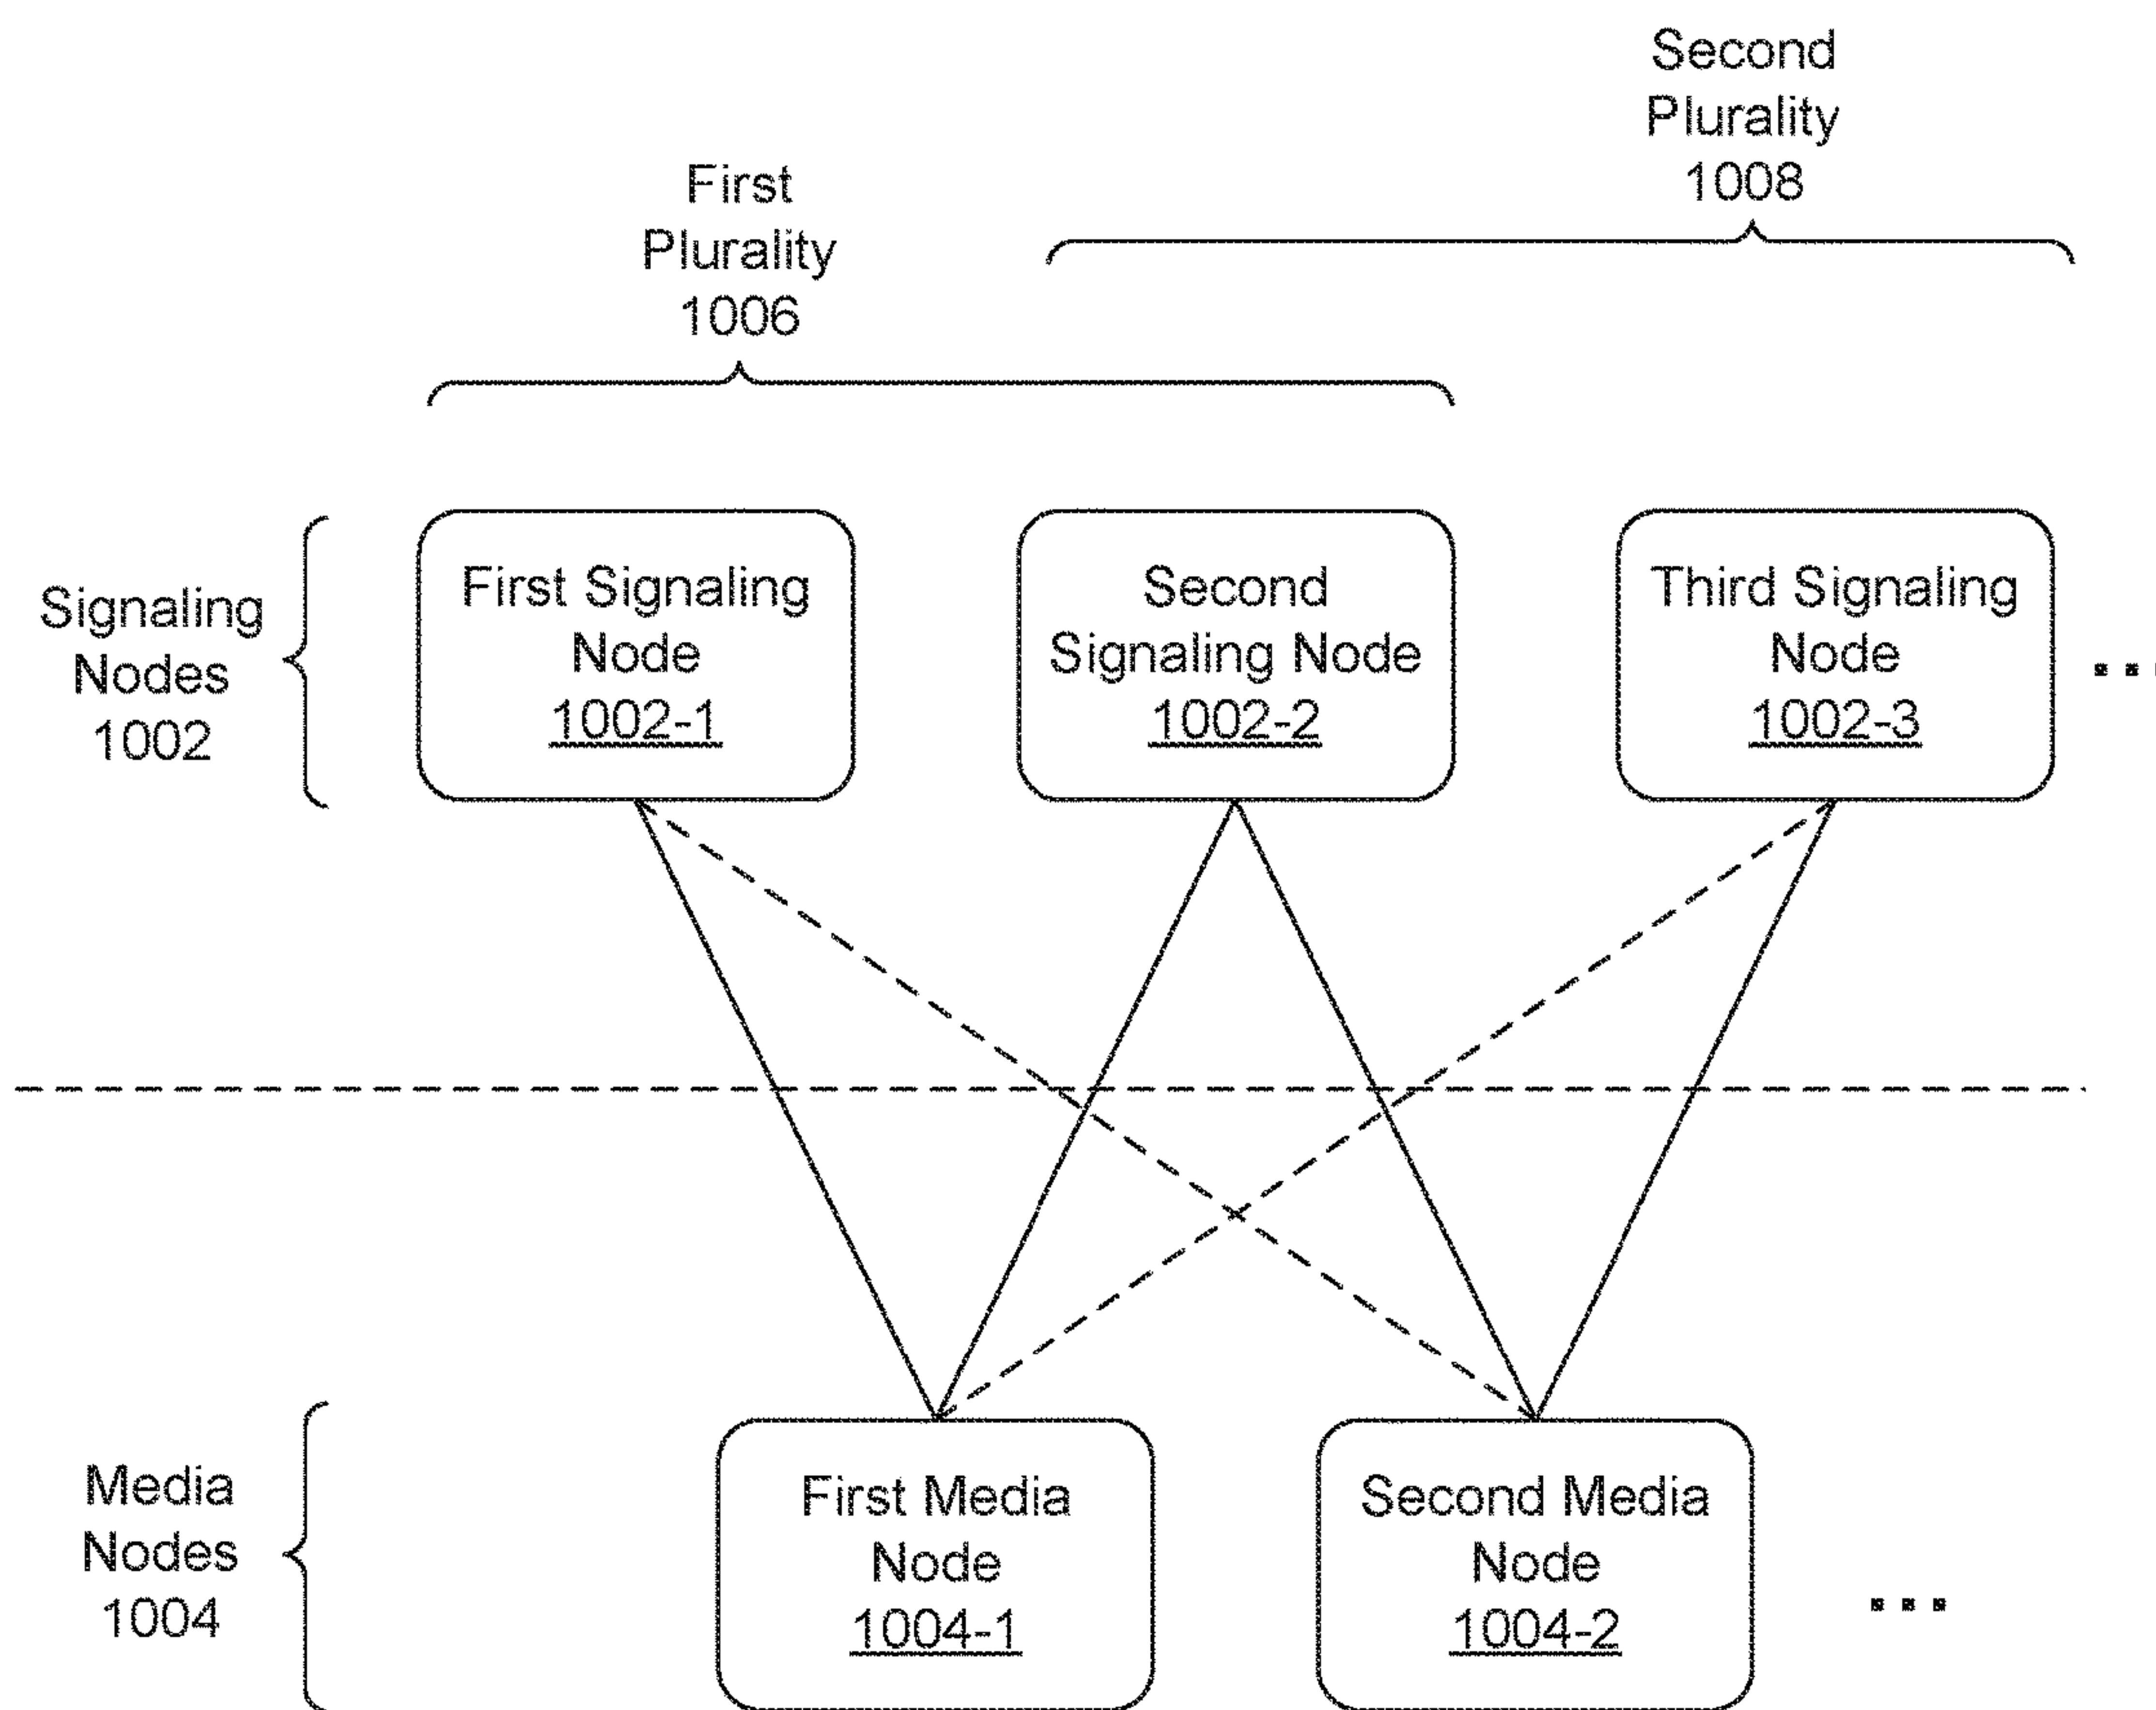 Second
Plurality
1008
First
Plurality
1006
Signaling
Nodes
1002
First Signaling
Node
1002-1
Second
Signaling Node
1002-2
Third Signaling
Node
1002-3
...
Media
Nodes
1004
First Media
Node
1004-1
Second Media
Node
1004-2
...